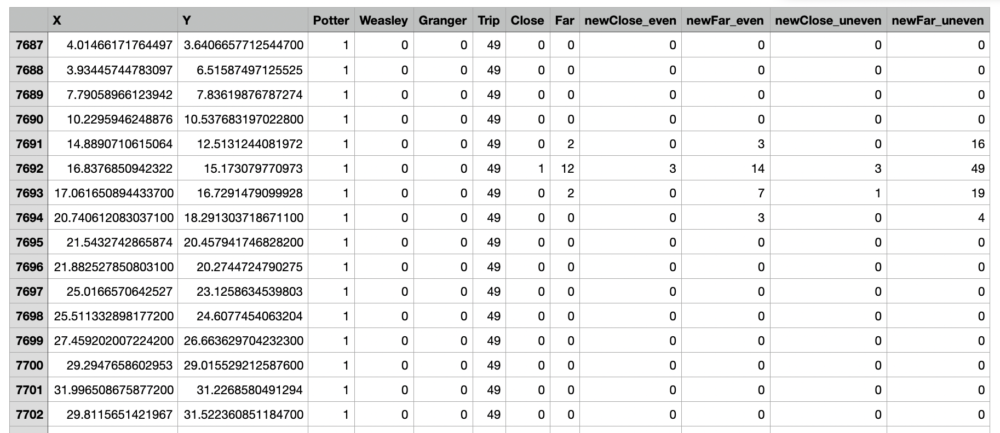 X Y Potter Weasley Granger Trip Close Far newClose_even newFar_even newClose_uneven newFar_uneven
7687 4.01466171764497 3.6406657712544700 1 0 0 49 0 0 0 0 0 0
7688 3.93445744783097 6.51587497125525 1 0 0 49 0 0 0 0 0 0
7689 7.79058966123942 7.83619876787274 1 0 0 49 0 0 0 0 0 0
7690 10.2295946248876 10.537683197022800 1 0 0 49 0 0 0 0 0 0
7691 14.8890710615064 12.5131244081972 1 0 0 49 0 2 0 3 0 16
7692 16.8376850942322 15.173079770973 1 0 0 49 1 12 3 14 3 49
7693 17.061650894433700 16.7291479099928 1 0 0 49 0 2 0 7 1 19
7694 20.740612083037100 18.291303718671100 1 0 0 49 0 0 0 3 0 4
7695 21.5432742865874 20.457941746828200 1 0 0 49 0 0 0 0 0 0
7696 21.882527850803100 20.2744724790275 1 0 0 49 0 0 0 0 0 0
7697 25.0166570642527 23.1258634539803 1 0 0 49 0 0 0 0 0 0
7698 25.511332898177200 24.6077454063204 1 0 0 49 0 0 0 0 0 0
7699 27.459202007224200 26.663629704232300 1 0 0 49 0 0 0 0 0 0
7700 29.2947658602953 29.015529212587600 1 0 0 49 0 0 0 0 0 0
7701 31.996508675877200 31.2268580491294 1 0 0 49 0 0 0 0 0 0
7702 29.8115651421967 31.522360851184700 1 0 0 49 0 0 0 0 0 0